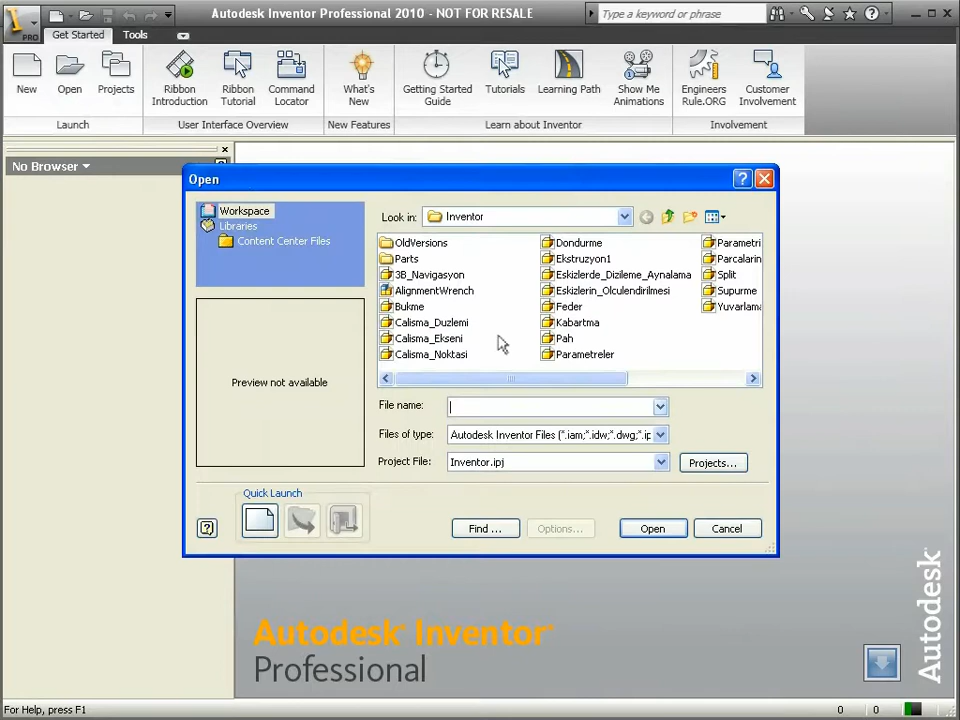 Autodesk Inventor Professional 2010 - NOT FOR RESALE
Type a keyword or phrase
PRO
Get Started
Tools
New
Open
Projects
Ribbon Introduction
Ribbon Tutorial
Command Locator
What's New
Getting Started Guide
Tutorials
Learning Path
Show Me Animations
Engineers Rule.ORG
Customer Involvement
Launch
User Interface Overview
New Features
Learn about Inventor
Involvement
No Browser
Open
Workspace
Libraries
Content Center Files
Look in:
Inventor
OldVersions
Parts
3B_Navigasyon
AlignmentWrench
Bukme
Calisma_Duzlemi
Calisma_Ekseni
Calisma_Noktasi
Dondurme
Ekstruzyon1
Eskizlerde_Dizileme_Aynalama
Eskizlerin_Olculendirilmesi
Feder
Kabartma
Pah
Parametreler
Parametri
Parcalarin
Split
Supurme
Yuvarlama
Preview not available
File name:
Files of type:
Autodesk Inventor Files (*.iam;*.idw;*.dwg;*.ip
Project File:
Inventor.ipj
Projects...
Quick Launch
Find ...
Options...
Open
Cancel
Autodesk Inventor
Professional
Autodesk
For Help, press F1
0
0